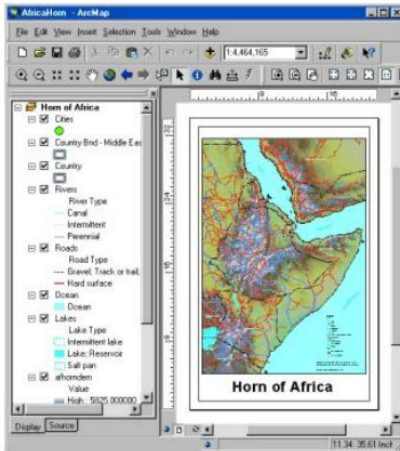 AfricaHorn - ArcMap
File Edit View Insert Selection Tools Window Help
1:4,464,165
Horn of Africa
Cities
Country Bnd - Middle Eas
Country
Rivers
River Type
Canal
Intermittent
Perennial
Roads
Road Type
Gravel; Track or trail;
Hard surface
Ocean
Ocean
Lakes
Lake Type
Intermittent lake
Lake; Reservoir
Salt pan
afhorndem
Value
High : 5825.000000
Horn of Africa
Display Source
11.34 35.61 Inch